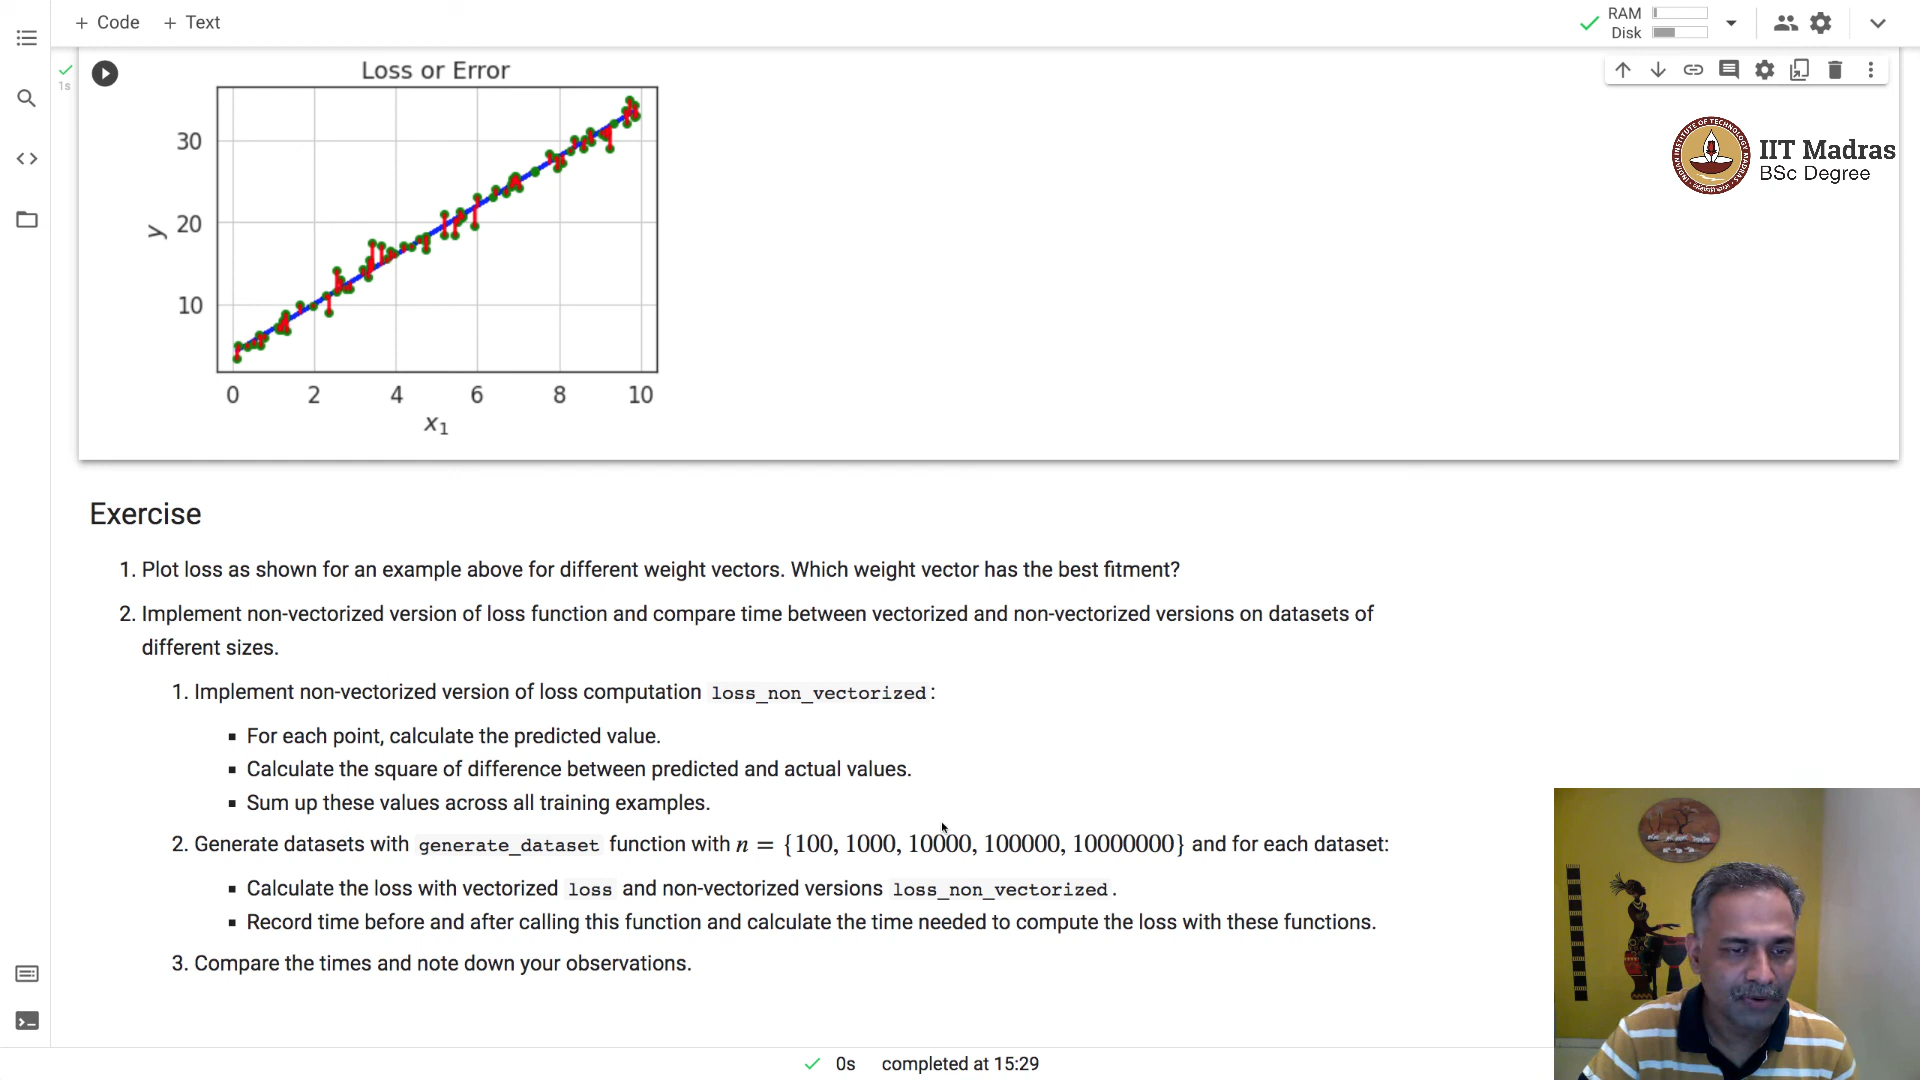 + Code + Text
RAM
Disk
1s
Loss or Error
30
20
10
y
0 2 4 6 8 10
x1
IIT Madras
BSc Degree
INDIAN INSTITUTE OF TECHNOLOGY MADRAS
Exercise
1. Plot loss as shown for an example above for different weight vectors. Which weight vector has the best fitment?
2. Implement non-vectorized version of loss function and compare time between vectorized and non-vectorized versions on datasets of
different sizes.
1. Implement non-vectorized version of loss computation loss_non_vectorized:
▪ For each point, calculate the predicted value.
▪ Calculate the square of difference between predicted and actual values.
▪ Sum up these values across all training examples.
2. Generate datasets with generate_dataset function with n = {100, 1000, 10000, 100000, 10000000} and for each dataset:
▪ Calculate the loss with vectorized loss and non-vectorized versions loss_non_vectorized.
▪ Record time before and after calling this function and calculate the time needed to compute the loss with these functions.
3. Compare the times and note down your observations.
0s completed at 15:29